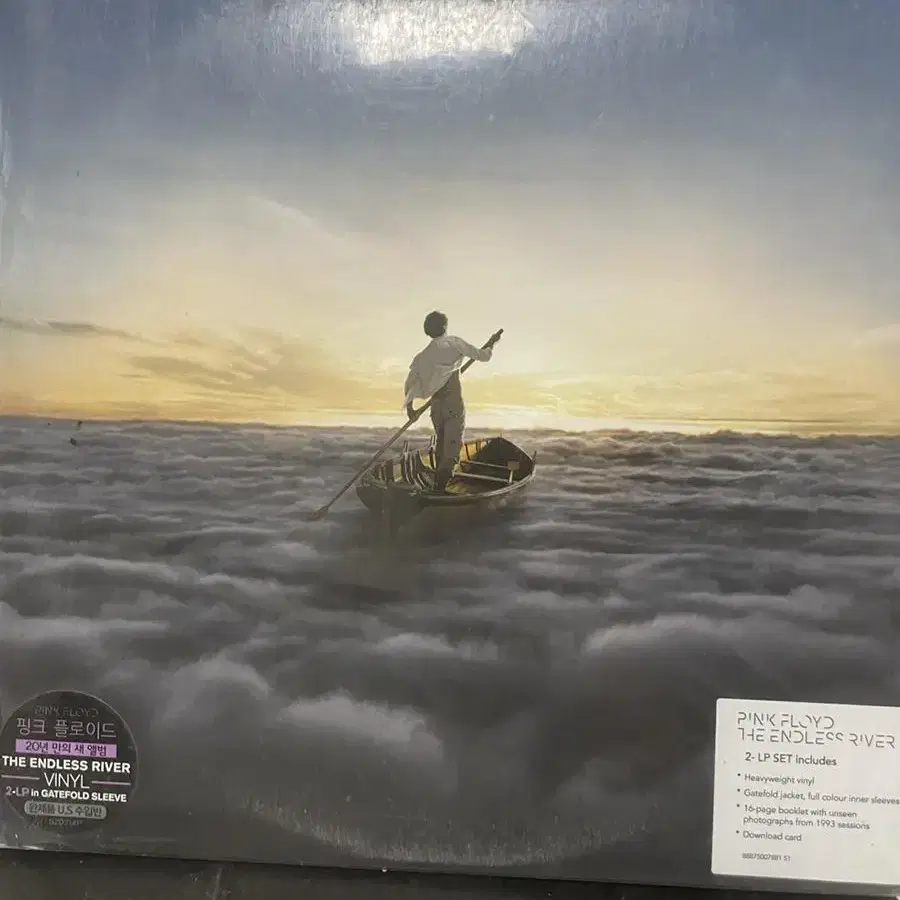 PINK FLOYD
핑크 플로이드
20년 만의 새 앨범
THE ENDLESS RIVER
VINYL
2-LP in GATEFOLD SLEEVE
완제품 U.S 수입반
PINK FLOYD
THE ENDLESS RIVER
2- LP SET includes
• Heavyweight vinyl
• Gatefold jacket, full colour inner sleeves
• 16-page booklet with unseen
photographs from 1993 sessions
• Download card